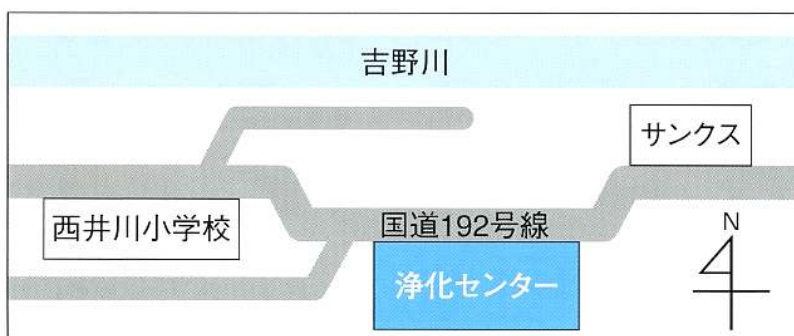 吉野川
サンクス
西井川小学校
国道192号線
N
浄化センター